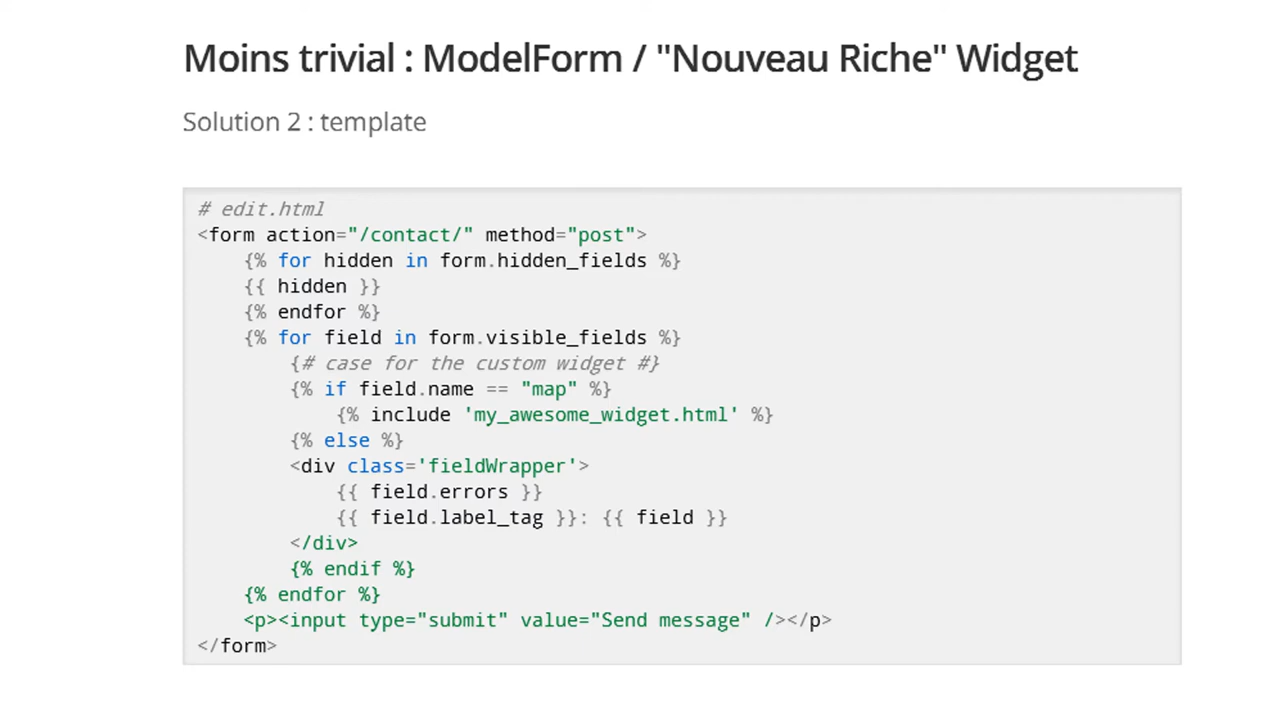 Moins trivial : ModelForm / "Nouveau Riche" Widget
Solution 2 : template
# edit.html
<form action="/contact/" method="post">
    {% for hidden in form.hidden_fields %}
    {{ hidden }}
    {% endfor %}
    {% for field in form.visible_fields %}
        {# case for the custom widget #}
        {% if field.name == "map" %}
            {% include 'my_awesome_widget.html' %}
        {% else %}
        <div class='fieldWrapper'>
            {{ field.errors }}
            {{ field.label_tag }}: {{ field }}
        </div>
        {% endif %}
    {% endfor %}
    <p><input type="submit" value="Send message" /></p>
</form>